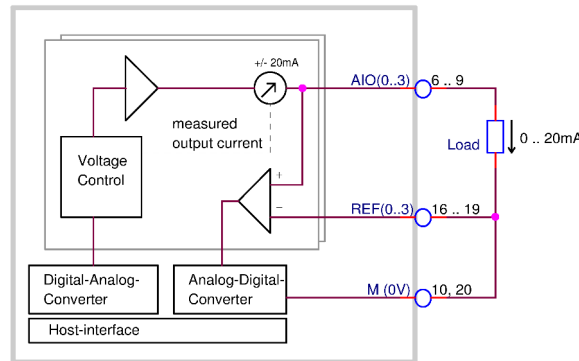 +/- 20mA
AIO(0..3)
6 .. 9
measured
output current
Load
0 .. 20mA
Voltage
Control
+
−
REF(0..3)
16 .. 19
Digital-Analog-
Converter
Analog-Digital-
Converter
M (0V)
10, 20
Host-interface